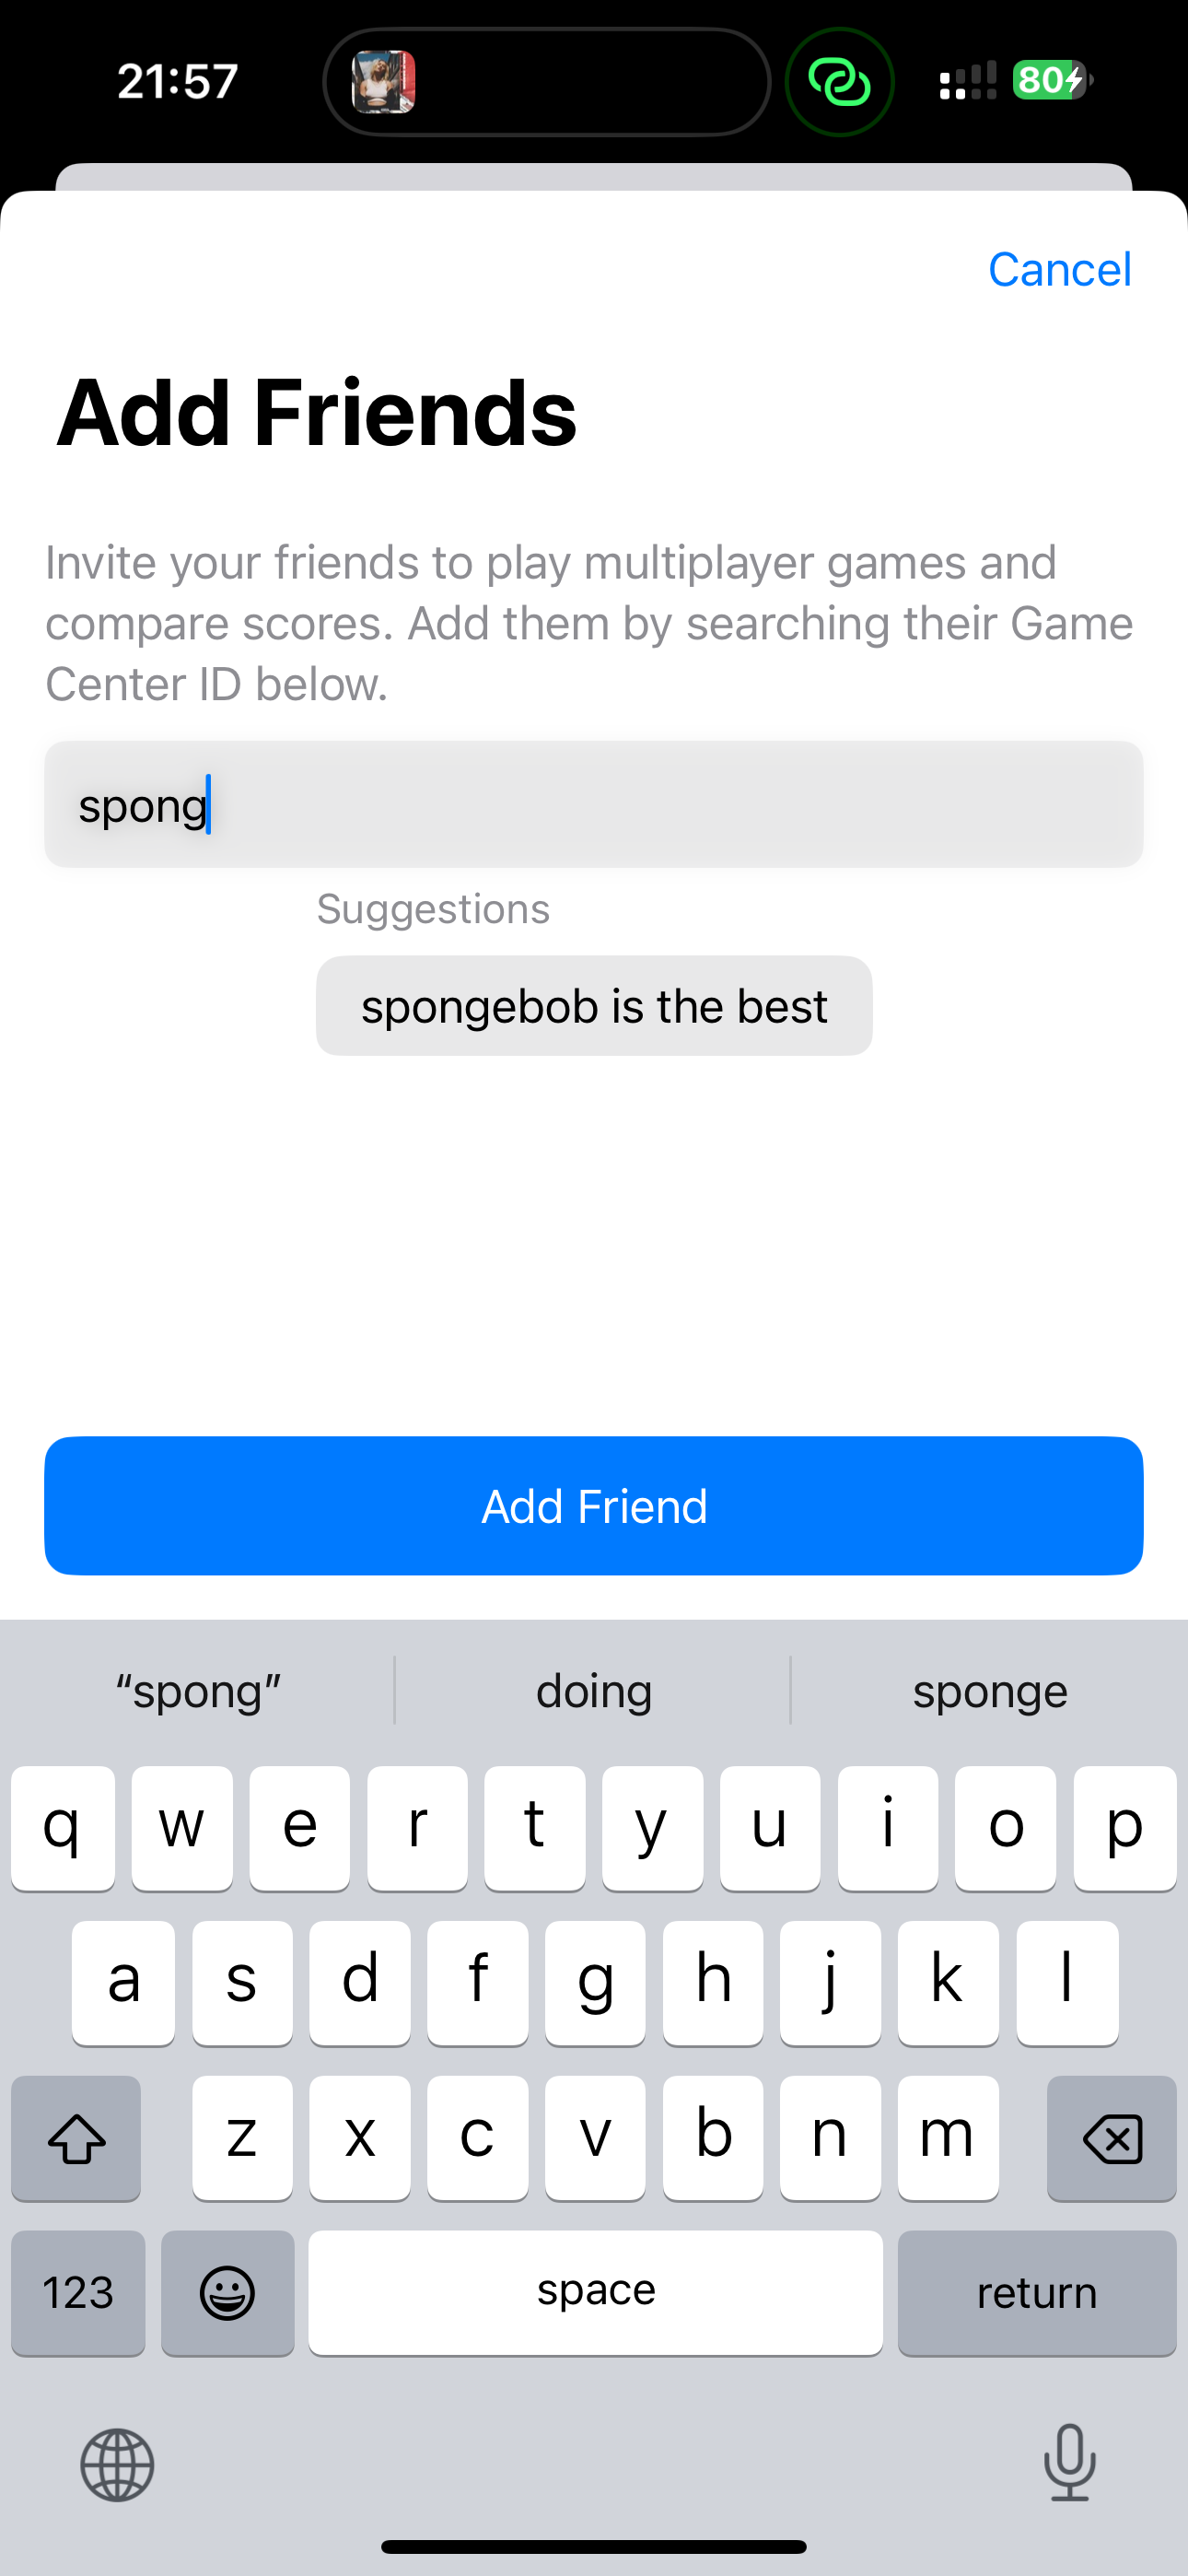 21:57
80
Cancel
Add Friends
Invite your friends to play multiplayer games and
compare scores. Add them by searching their Game
Center ID below.
spong
Suggestions
spongebob is the best
Add Friend
“spong” doing sponge
q w e r t y u i o p
a s d f g h j k l
z x c v b n m
123 space return